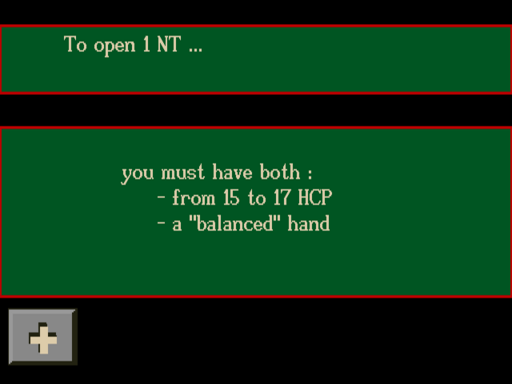 To open 1 NT ...
you must have both :
- from 15 to 17 HCP
- a "balanced" hand